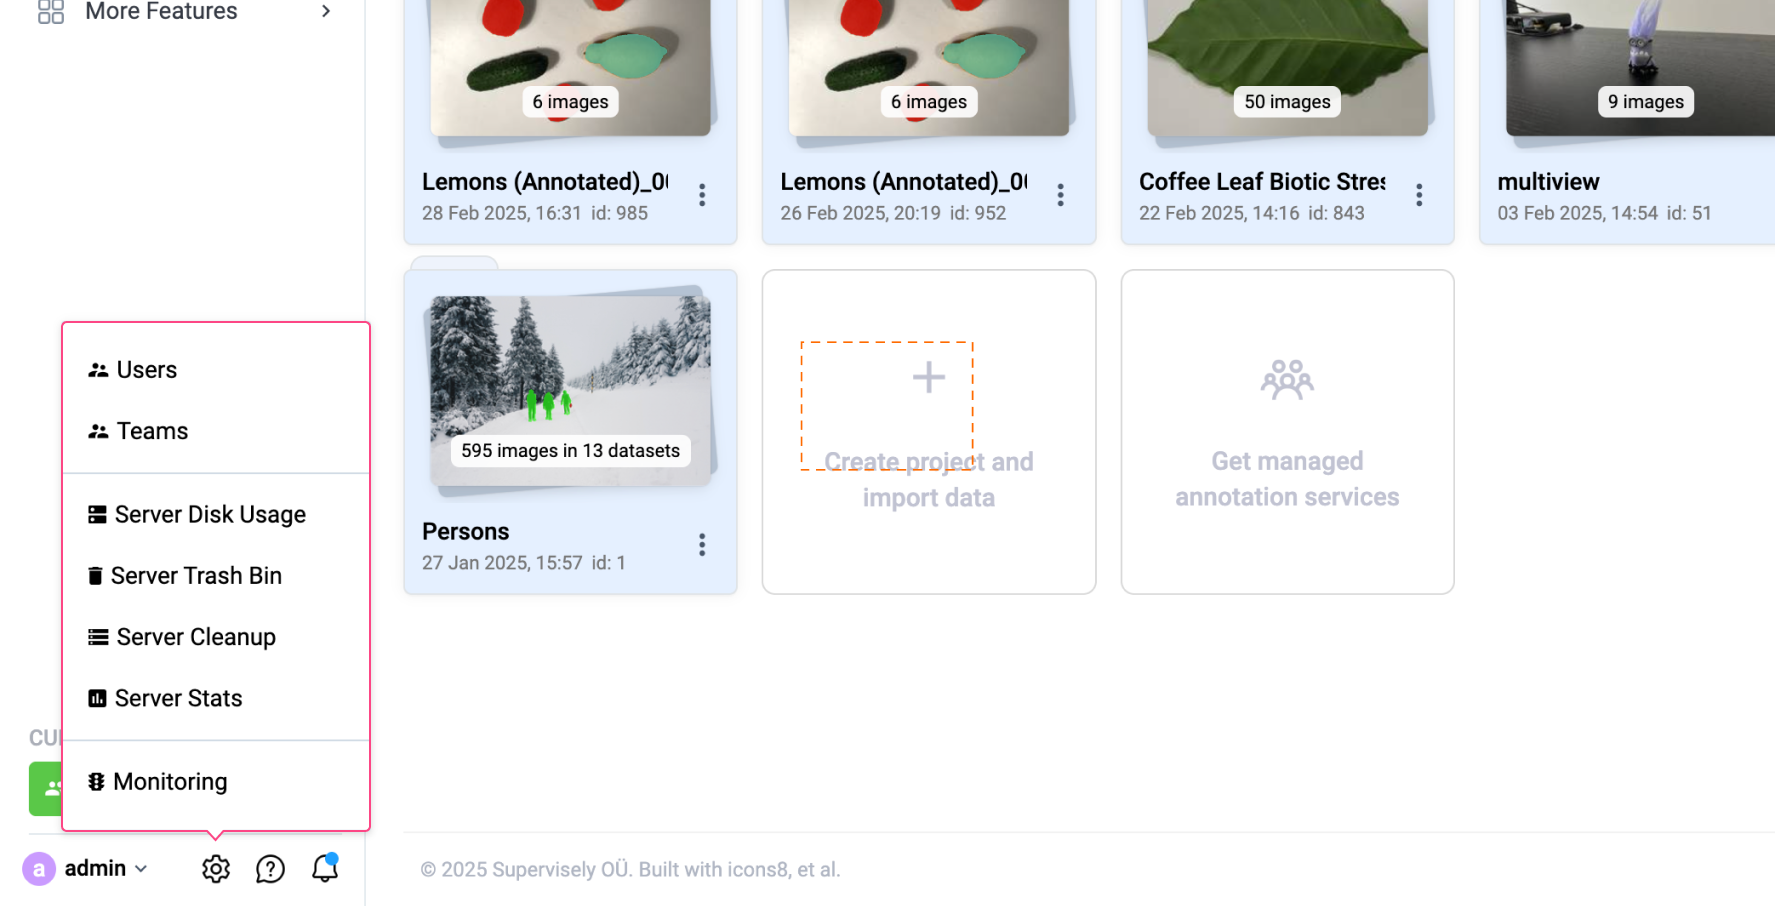 More Features
6 images
6 images
50 images
9 images
Lemons (Annotated)_0
28 Feb 2025, 16:31 id: 985
Lemons (Annotated)_0
26 Feb 2025, 20:19 id: 952
Coffee Leaf Biotic Stres
22 Feb 2025, 14:16 id: 843
multiview
03 Feb 2025, 14:54 id: 51
595 images in 13 datasets
Persons
27 Jan 2025, 15:57 id: 1
Create project and
import data
Get managed
annotation services
Users
Teams
Server Disk Usage
Server Trash Bin
Server Cleanup
Server Stats
CU
Monitoring
a admin
© 2025 Supervisely OÜ. Built with icons8, et al.